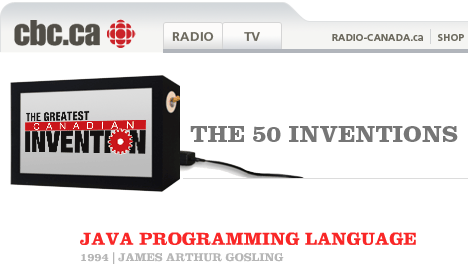 cbc.ca
RADIO TV RADIO-CANADA.ca SHOP
THE GREATEST
CANADIAN
INVENTION
THE 50 INVENTIONS
JAVA PROGRAMMING LANGUAGE
1994 | JAMES ARTHUR GOSLING